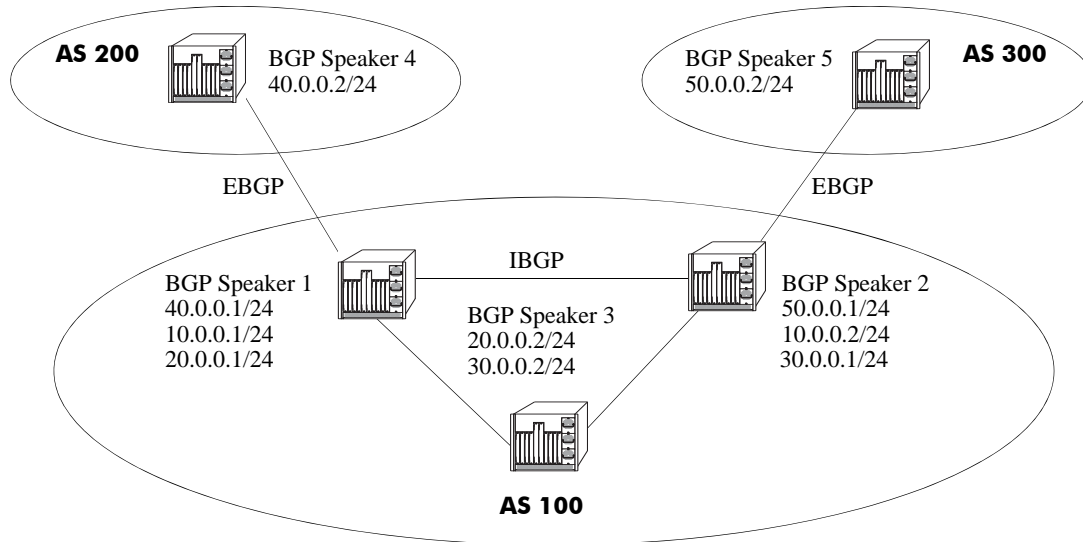 AS 200
BGP Speaker 4
40.0.0.2/24
BGP Speaker 5
50.0.0.2/24
AS 300
EBGP
EBGP
IBGP
BGP Speaker 1
40.0.0.1/24
10.0.0.1/24
20.0.0.1/24
BGP Speaker 3
20.0.0.2/24
30.0.0.2/24
BGP Speaker 2
50.0.0.1/24
10.0.0.2/24
30.0.0.1/24
AS 100